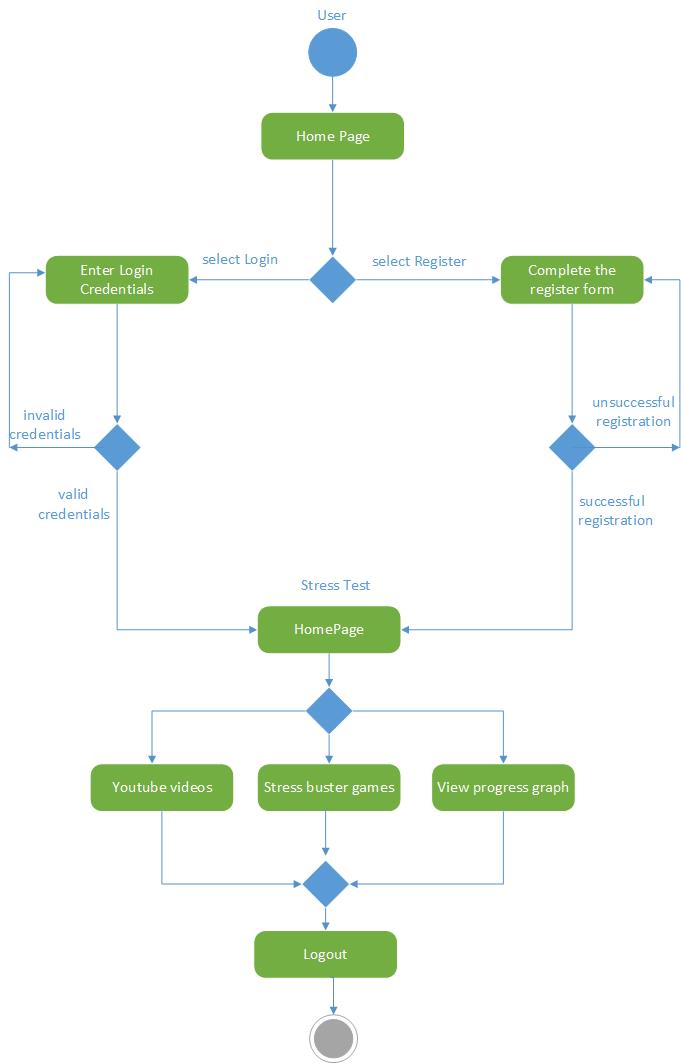 User
Home Page
select Login
select Register
Enter Login
Credentials
Complete the
register form
invalid
credentials
unsuccessful
registration
valid
credentials
successful
registration
Stress Test
HomePage
Youtube videos
Stress buster games
View progress graph
Logout